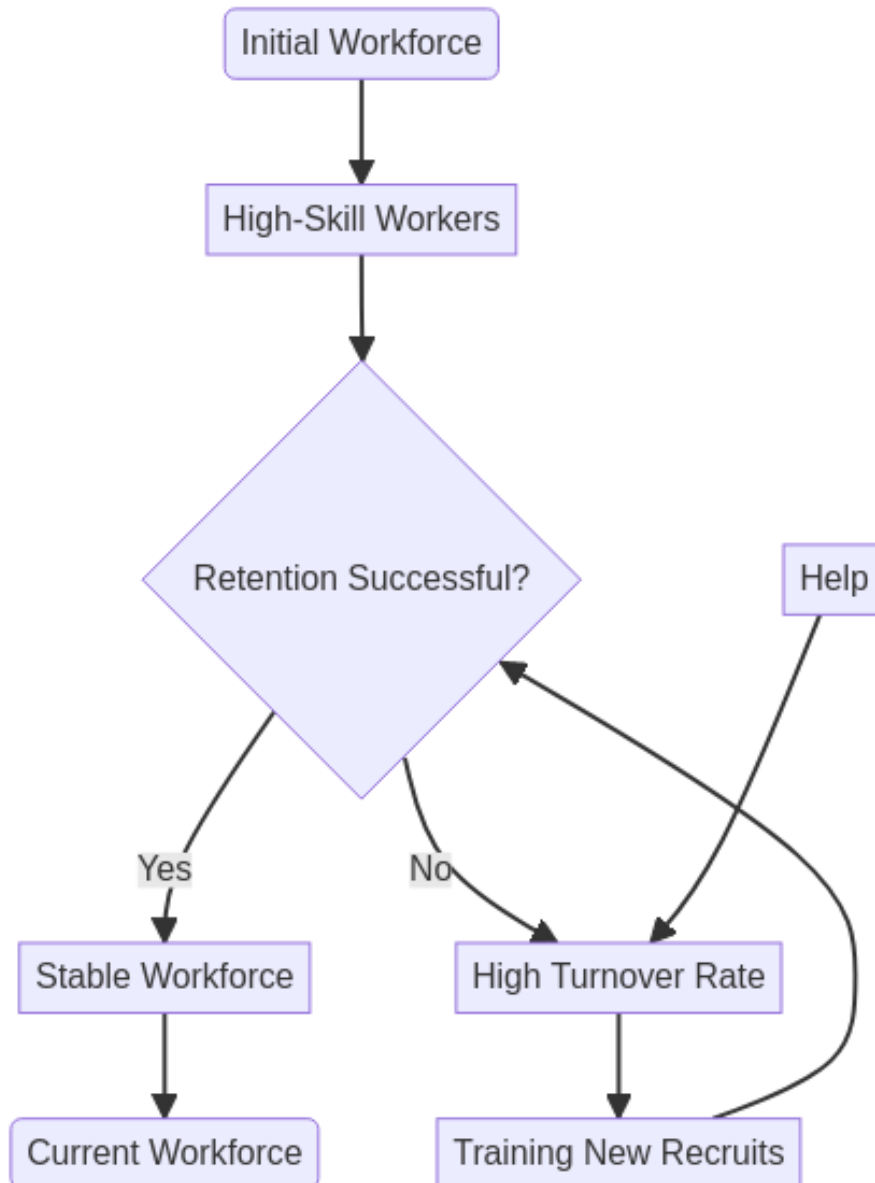 Initial Workforce
High-Skill Workers
Retention Successful?
Help
Yes
No
Stable Workforce
High Turnover Rate
Current Workforce
Training New Recruits